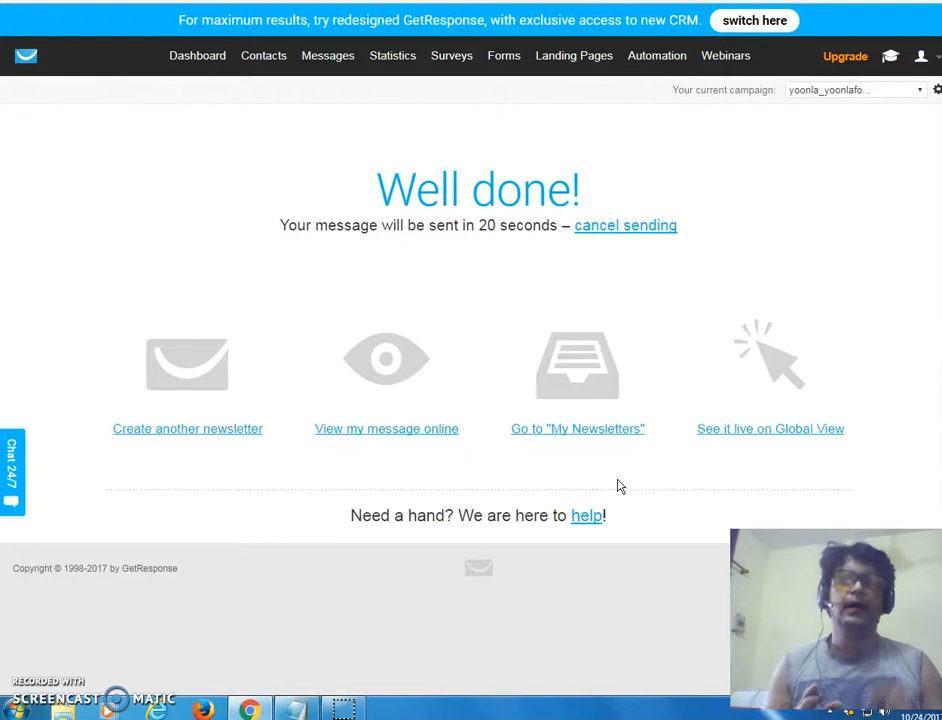 For maximum results, try redesigned GetResponse, with exclusive access to new CRM. switch here
Dashboard Contacts Messages Statistics Surveys Forms Landing Pages Automation Webinars Upgrade
Your current campaign: yoonla_yoonlafo...
Well done!
Your message will be sent in 20 seconds – cancel sending
Create another newsletter View my message online Go to "My Newsletters" See it live on Global View
Chat 24/7
Need a hand? We are here to help!
Copyright © 1998-2017 by GetResponse
RECORDED WITH
SCREENCAST MATIC